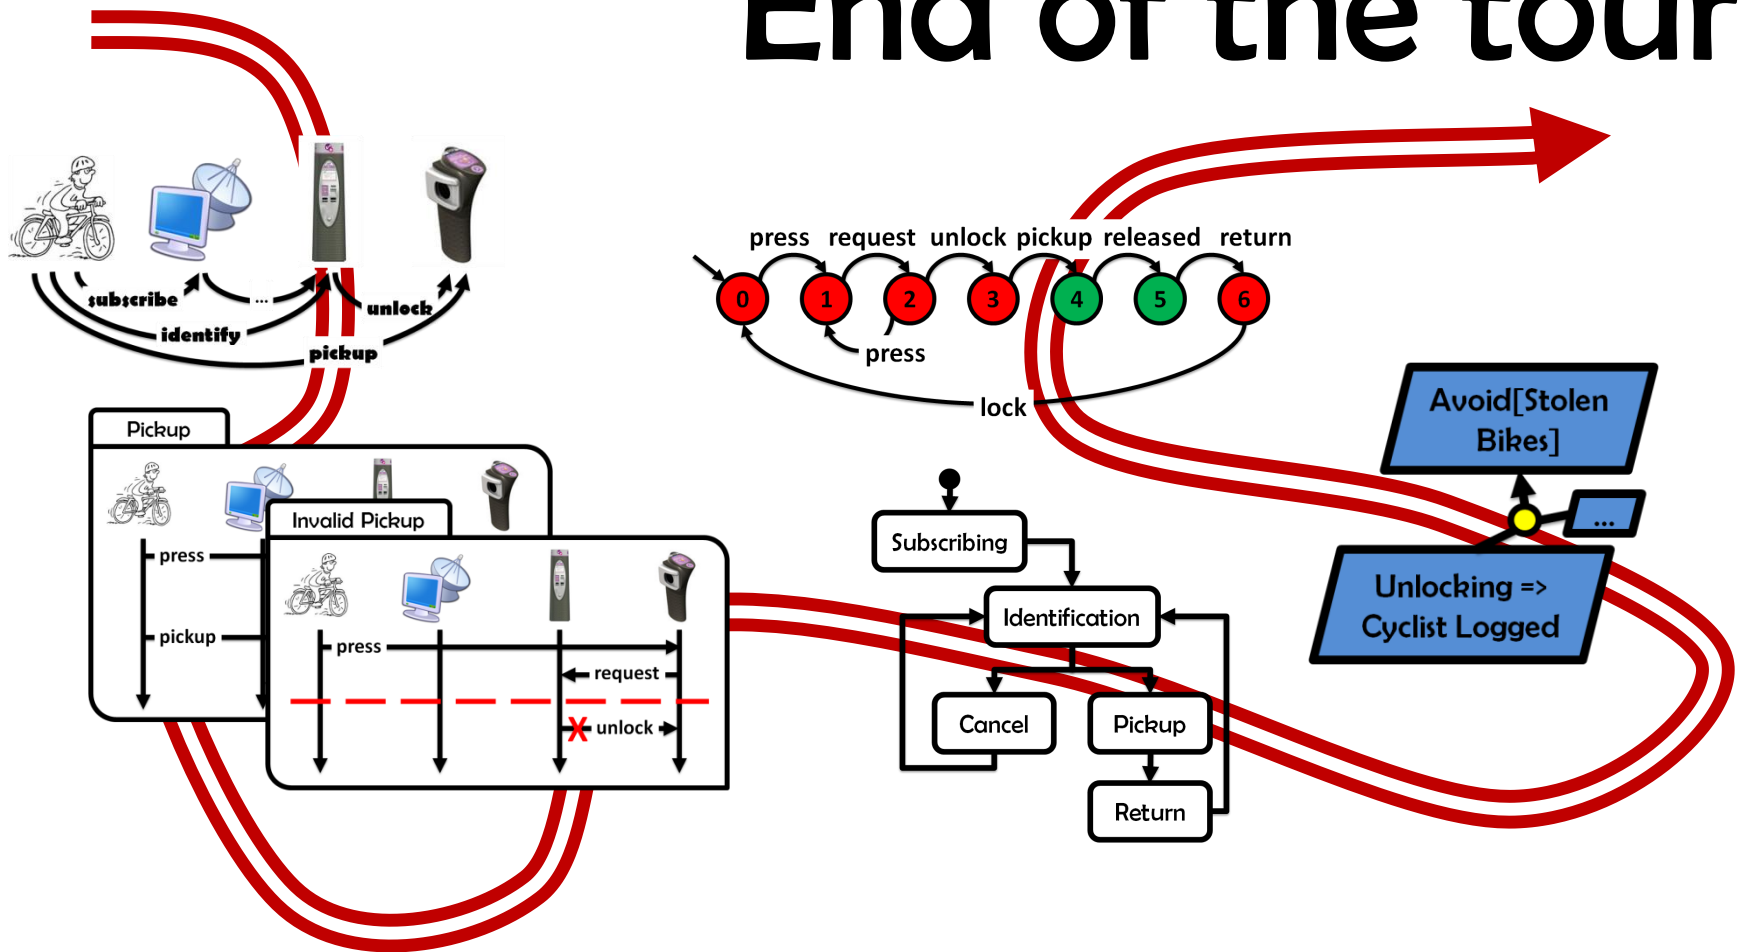 End of the tour
subscribe
...
unlock
identify
pickup
press request unlock pickup released return
0 1 2 3 4 5 6
press
lock
Pickup
press
pickup
Invalid Pickup
press
request
X unlock
Subscribing
Identification
Cancel
Pickup
Return
Avoid[Stolen
Bikes]
...
Unlocking =>
Cyclist Logged